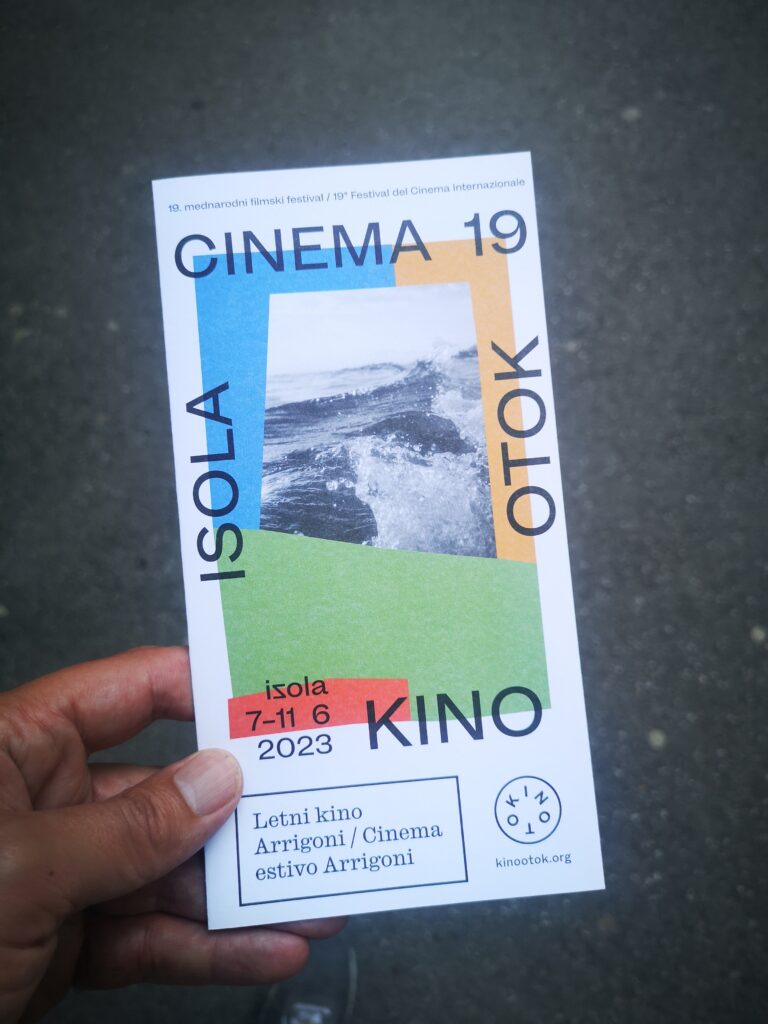 19. mednarodni filmski festival / 19° Festival del Cinema Internazionale
CINEMA 19
ISOLA
OTOK
izola
7–11 6
2023
KINO
Letni kino
Arrigoni / Cinema
estivo Arrigoni
KINO
OTOK
kinootok.org